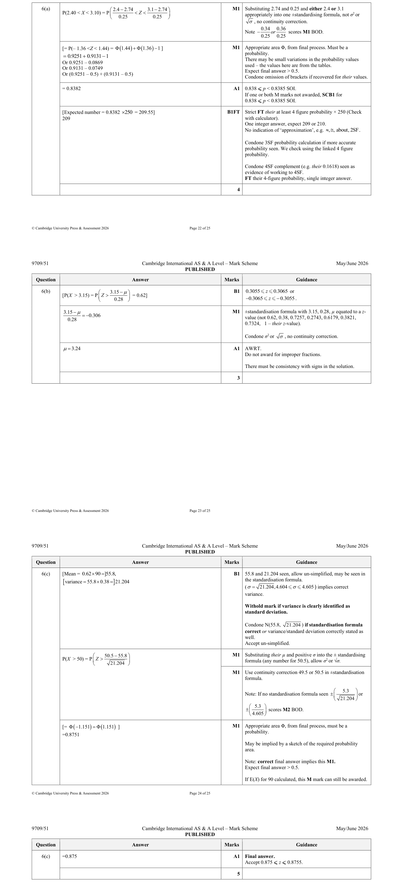 6(a)
P(2.40 < X < 3.10) = P( (2.4 − 2.74)/0.25 < Z < (3.1 − 2.74)/0.25 )
M1
Substituting 2.74 and 0.25 and either 2.4 or 3.1
appropriately into one ±standardising formula, not σ² or
√σ , no continuity correction.
Note −0.34/0.25 or 0.36/0.25 scores M1 BOD.
[= P(− 1.36 <Z < 1.44) = Φ(1.44) + Φ(1.36) − 1 ]
= 0.9251 + 0.9131 − 1
Or 0.9251 − 0.0869
Or 0.9131 − 0.0749
Or (0.9251 − 0.5) + (0.9131 − 0.5)
M1
Appropriate area Φ, from final process. Must be a
probability.
There may be small variations in the probability values
used – the values here are from the tables.
Expect final answer > 0.5.
Condone omission of brackets if recovered for their values.
= 0.8382
A1
0.838 ⩽ p < 0.8385 SOI.
If one or both M marks not awarded, SCB1 for
0.838 ⩽ p < 0.8385
[Expected number = 0.8382 ×250 = 209.55]
209
B1FT
Strict FT their at least 4 figure probability × 250 (Check
with calculator).
One integer answer, expect 209 or 210.
No indication of 'approximation', e.g. ≈, ±, about, 2SF.
Condone 3SF probability calculation if more accurate
probability seen. We check using the linked 4 figure
probability.
Condone 4SF complement (e.g. their 0.1618) seen as
evidence of working to 4SF.
FT their 4-figure probability, single integer answer.
4
© Cambridge University Press & Assessment 2026
Page 22 of 25
9709/51
Cambridge International AS & A Level – Mark Scheme
PUBLISHED
May/June 2026
Question
Answer
Marks
Guidance
6(b)
[P(X > 3.15) = P( Z > (3.15 − μ)/0.28 ) = 0.62]
B1
0.3055 ⩽ z ⩽ 0.3065 or
−0.3065 ⩽ z ⩽ − 0.3055.
(3.15 − μ)/0.28 = −0.306
M1
±standardisation formula with 3.15, 0.28, μ equated to a z-
value (not 0.62, 0.38, 0.7257, 0.2743, 0.6179, 0.3821,
0.7324, 1 − their z-value).
Condone σ² or √σ , no continuity correction.
μ = 3.24
A1
AWRT.
Do not award for improper fractions.
There must be consistency with signs in the solution.
3
© Cambridge University Press & Assessment 2026
Page 23 of 25
9709/51
Cambridge International AS & A Level – Mark Scheme
PUBLISHED
May/June 2026
Question
Answer
Marks
Guidance
6(c)
[Mean = 0.62×90 =]55.8,
[variance = 55.8×0.38 =]21.204
B1
55.8 and 21.204 seen, allow un-simplified, may be seen in
the standardisation formula.
( σ = √21.204, 4.604 ⩽ σ ⩽ 4.605 ) implies correct
variance.
Withhold mark if variance is clearly identified as
standard deviation.
Condone N(55.8, √21.204 ) if standardisation formula
correct or variance/standard deviation correctly stated as
well.
Accept un-simplified.
P(X > 50) = P( Z > (50.5 − 55.8)/√21.204 )
M1
Substituting their μ and positive σ into the ± standardising
formula (any number for 50.5), allow σ² or √σ
M1
Use continuity correction 49.5 or 50.5 in ±standardisation
formula.
Note: If no standardisation formula seen ±( 5.3/√21.204 ) or
±( 5.3/4.605 ) scores M2 BOD.
[= Φ(−1.151) = Φ(1.151) ]
=0.8751
M1
Appropriate area Φ, from final process, must be a
probability.
May be implied by a sketch of the required probability
area.
Note: correct final answer implies this M1.
Expect final answer > 0.5.
If E(X) for 90 calculated, this M mark can still be awarded
© Cambridge University Press & Assessment 2026
Page 24 of 25
9709/51
Cambridge International AS & A Level – Mark Scheme
PUBLISHED
May/June 2026
Question
Answer
Marks
Guidance
6(c)
=0.875
A1
Final answer.
Accept 0.875 ⩽ z ⩽ 0.8755.
5